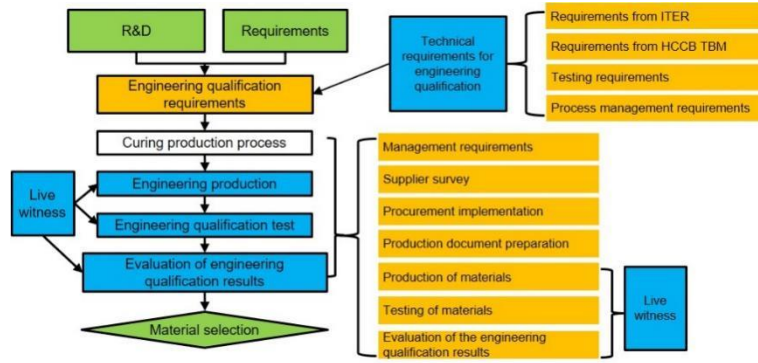 R&D
Requirements
Engineering qualification
requirements
Curing production process
Engineering production
Engineering qualification test
Evaluation of engineering
qualification results
Material selection
Live
witness
Technical
requirements for
engineering
qualification
Requirements from ITER
Requirements from HCCB TBM
Testing requirements
Process management requirements
Management requirements
Supplier survey
Procurement implementation
Production document preparation
Production of materials
Testing of materials
Evaluation of the engineering
qualification results
Live
witness